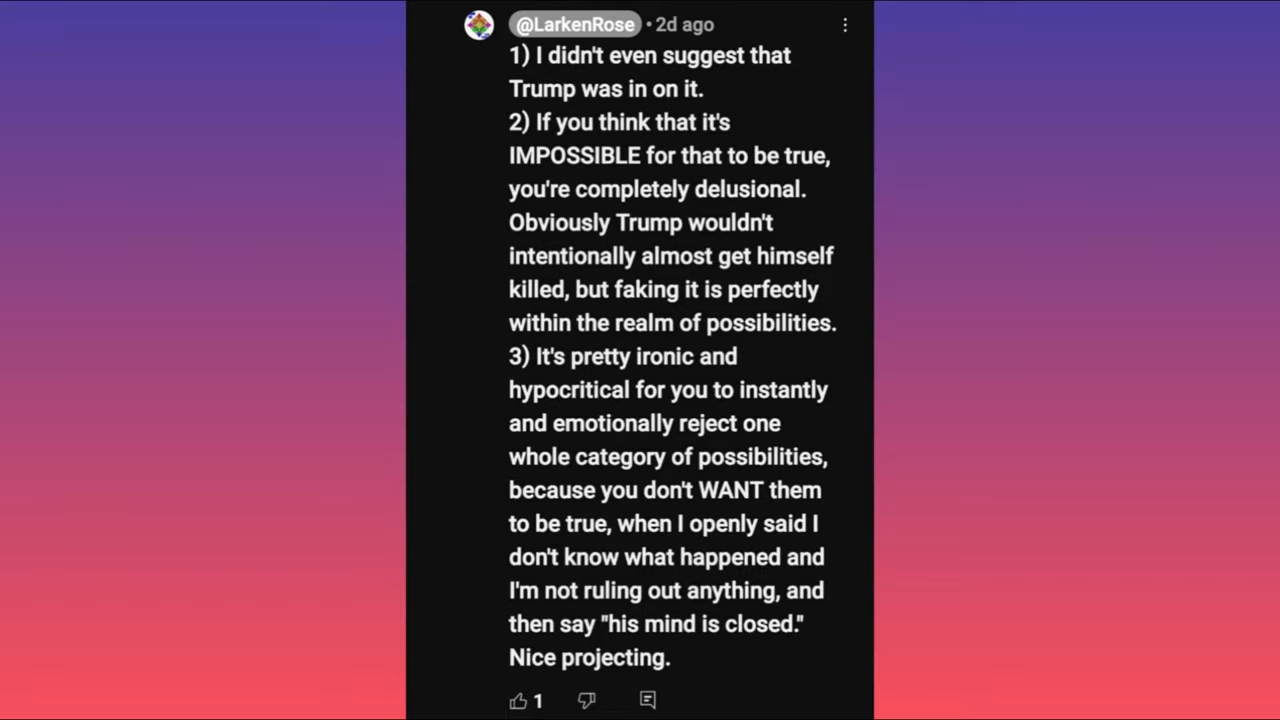 @LarkenRose • 2d ago
1) I didn't even suggest that
Trump was in on it.
2) If you think that it's
IMPOSSIBLE for that to be true,
you're completely delusional.
Obviously Trump wouldn't
intentionally almost get himself
killed, but faking it is perfectly
within the realm of possibilities.
3) It's pretty ironic and
hypocritical for you to instantly
and emotionally reject one
whole category of possibilities,
because you don't WANT them
to be true, when I openly said I
don't know what happened and
I'm not ruling out anything, and
then say "his mind is closed."
Nice projecting.
1